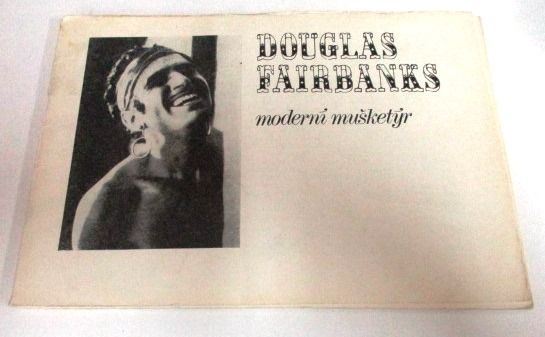 DOUGLAS
FAIRBANKS
moderní mušketýr